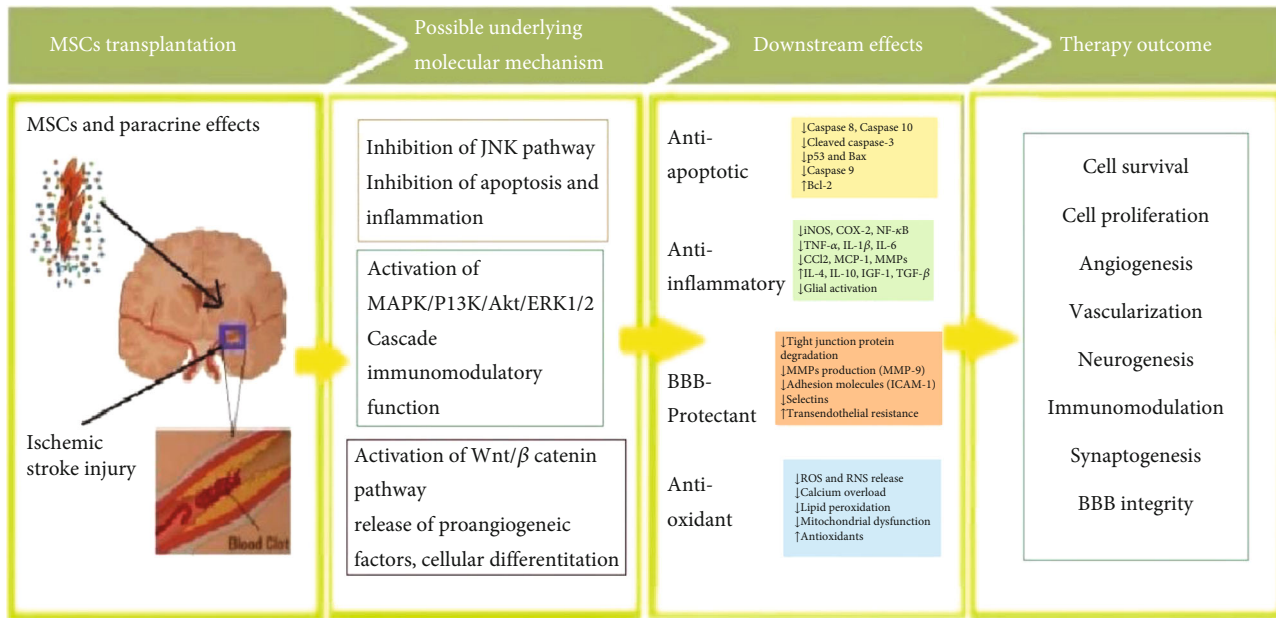 MSCs transplantation
Possible underlying
molecular mechanism
Downstream effects
Therapy outcome
MSCs and paracrine effects
Ischemic
stroke injury
Blood Clot
Inhibition of JNK pathway
Inhibition of apoptosis and
inflammation
Activation of
MAPK/P13K/Akt/ERK1/2
Cascade
immunomodulatory
function
Activation of Wnt/β catenin
pathway
release of proangiogeneic
factors, cellular differentitation
Anti-
apoptotic
↓Caspase 8, Caspase 10
↓Cleaved caspase-3
↓p53 and Bax
↓Caspase 9
↑Bcl-2
Anti-
inflammatory
↓iNOS, COX-2, NF-κB
↓TNF-α, IL-1β, IL-6
↓CCl2, MCP-1, MMPs
↑IL-4, IL-10, IGF-1, TGF-β
↓Glial activation
BBB-
Protectant
↓Tight junction protein
degradation
↓MMPs production (MMP-9)
↓Adhesion molecules (ICAM-1)
↓Selectins
↑Transendothelial resistance
Anti-
oxidant
↓ROS and RNS release
↓Calcium overload
↓Lipid peroxidation
↓Mitochondrial dysfunction
↑Antioxidants
Cell survival
Cell proliferation
Angiogenesis
Vascularization
Neurogenesis
Immunomodulation
Synaptogenesis
BBB integrity